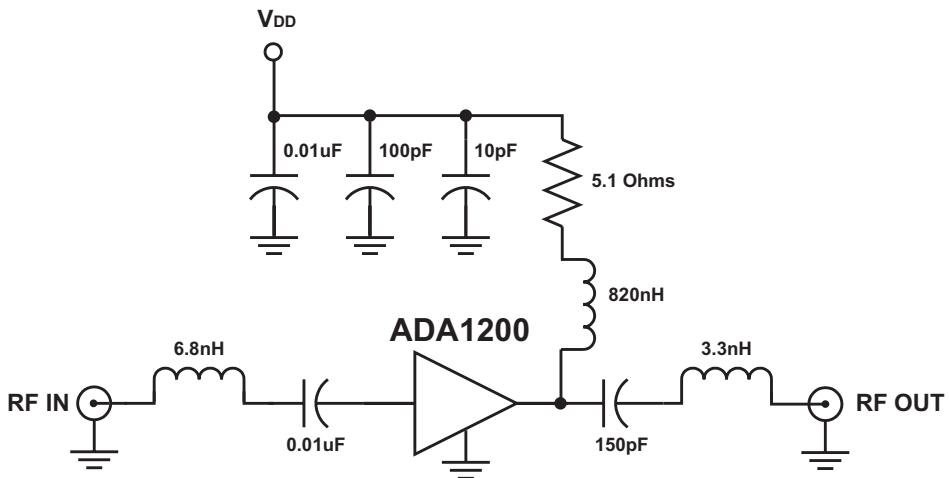 VDD
0.01uF
100pF
10pF
5.1 Ohms
820nH
ADA1200
6.8nH
3.3nH
RF IN
RF OUT
0.01uF
150pF